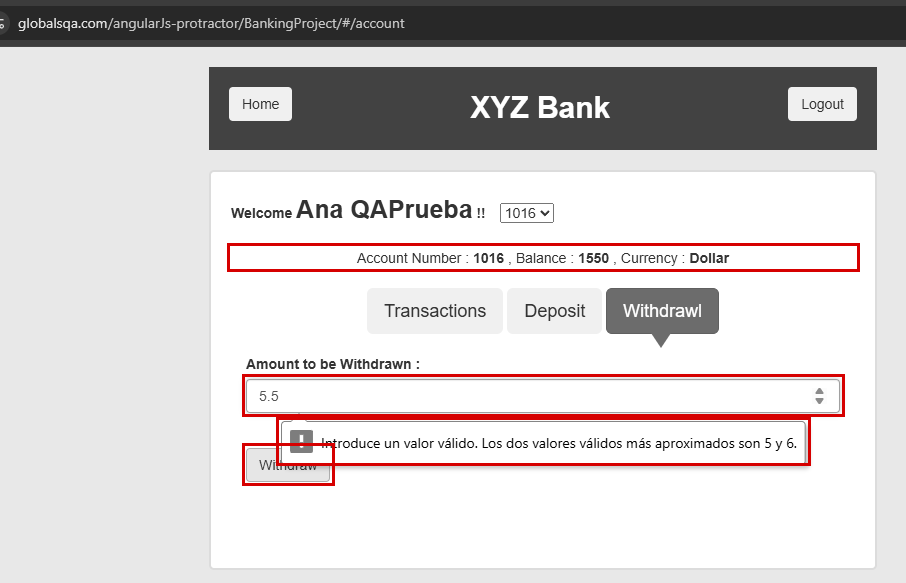 globalsqa.com/angularJs-protractor/BankingProject/#/account
Home
XYZ Bank
Logout
Welcome Ana QAPrueba !! 1016
Account Number : 1016 , Balance : 1550 , Currency : Dollar
Transactions
Deposit
Withdrawl
Amount to be Withdrawn :
5.5
! Introduce un valor válido. Los dos valores válidos más aproximados son 5 y 6.
Withdraw